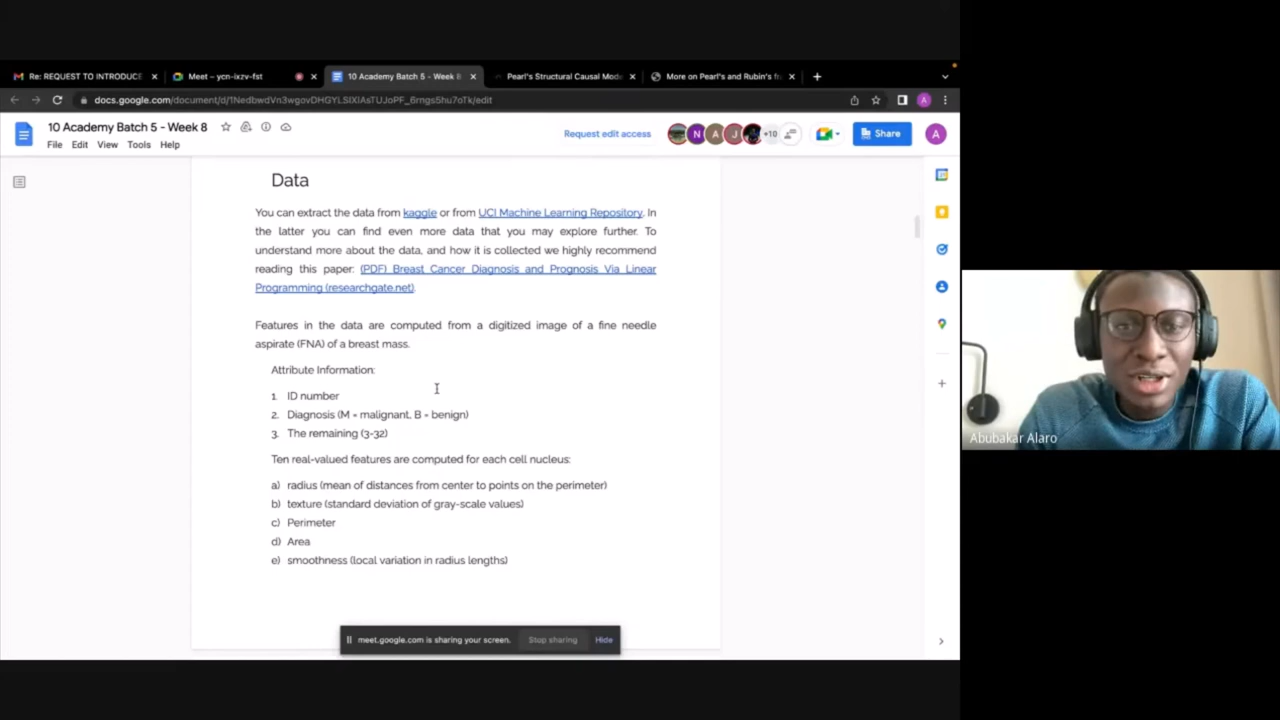 Re: REQUEST TO INTRODUCE
Meet – ycn-ixzv-fst
10 Academy Batch 5 - Week 8
Pearl's Structural Causal Mode
More on Pearl's and Rubin's fr
docs.google.com/document/d/1NedbwdVn3wgovDHGYLSIXIAsTUJoPF_6rngs5hu7oTk/edit
10 Academy Batch 5 - Week 8
File Edit View Tools Help
Request edit access
N A J +10
Share
A
Data
You can extract the data from kaggle or from UCI Machine Learning Repository. In
the latter you can find even more data that you may explore further. To
understand more about the data, and how it is collected we highly recommend
reading this paper: (PDF) Breast Cancer Diagnosis and Prognosis Via Linear
Programming (researchgate.net).
Features in the data are computed from a digitized image of a fine needle
aspirate (FNA) of a breast mass.
Attribute Information:
1. ID number
2. Diagnosis (M = malignant, B = benign)
3. The remaining (3-32)
Ten real-valued features are computed for each cell nucleus:
a) radius (mean of distances from center to points on the perimeter)
b) texture (standard deviation of gray-scale values)
c) Perimeter
d) Area
e) smoothness (local variation in radius lengths)
meet.google.com is sharing your screen. Stop sharing Hide
Abubakar Alaro